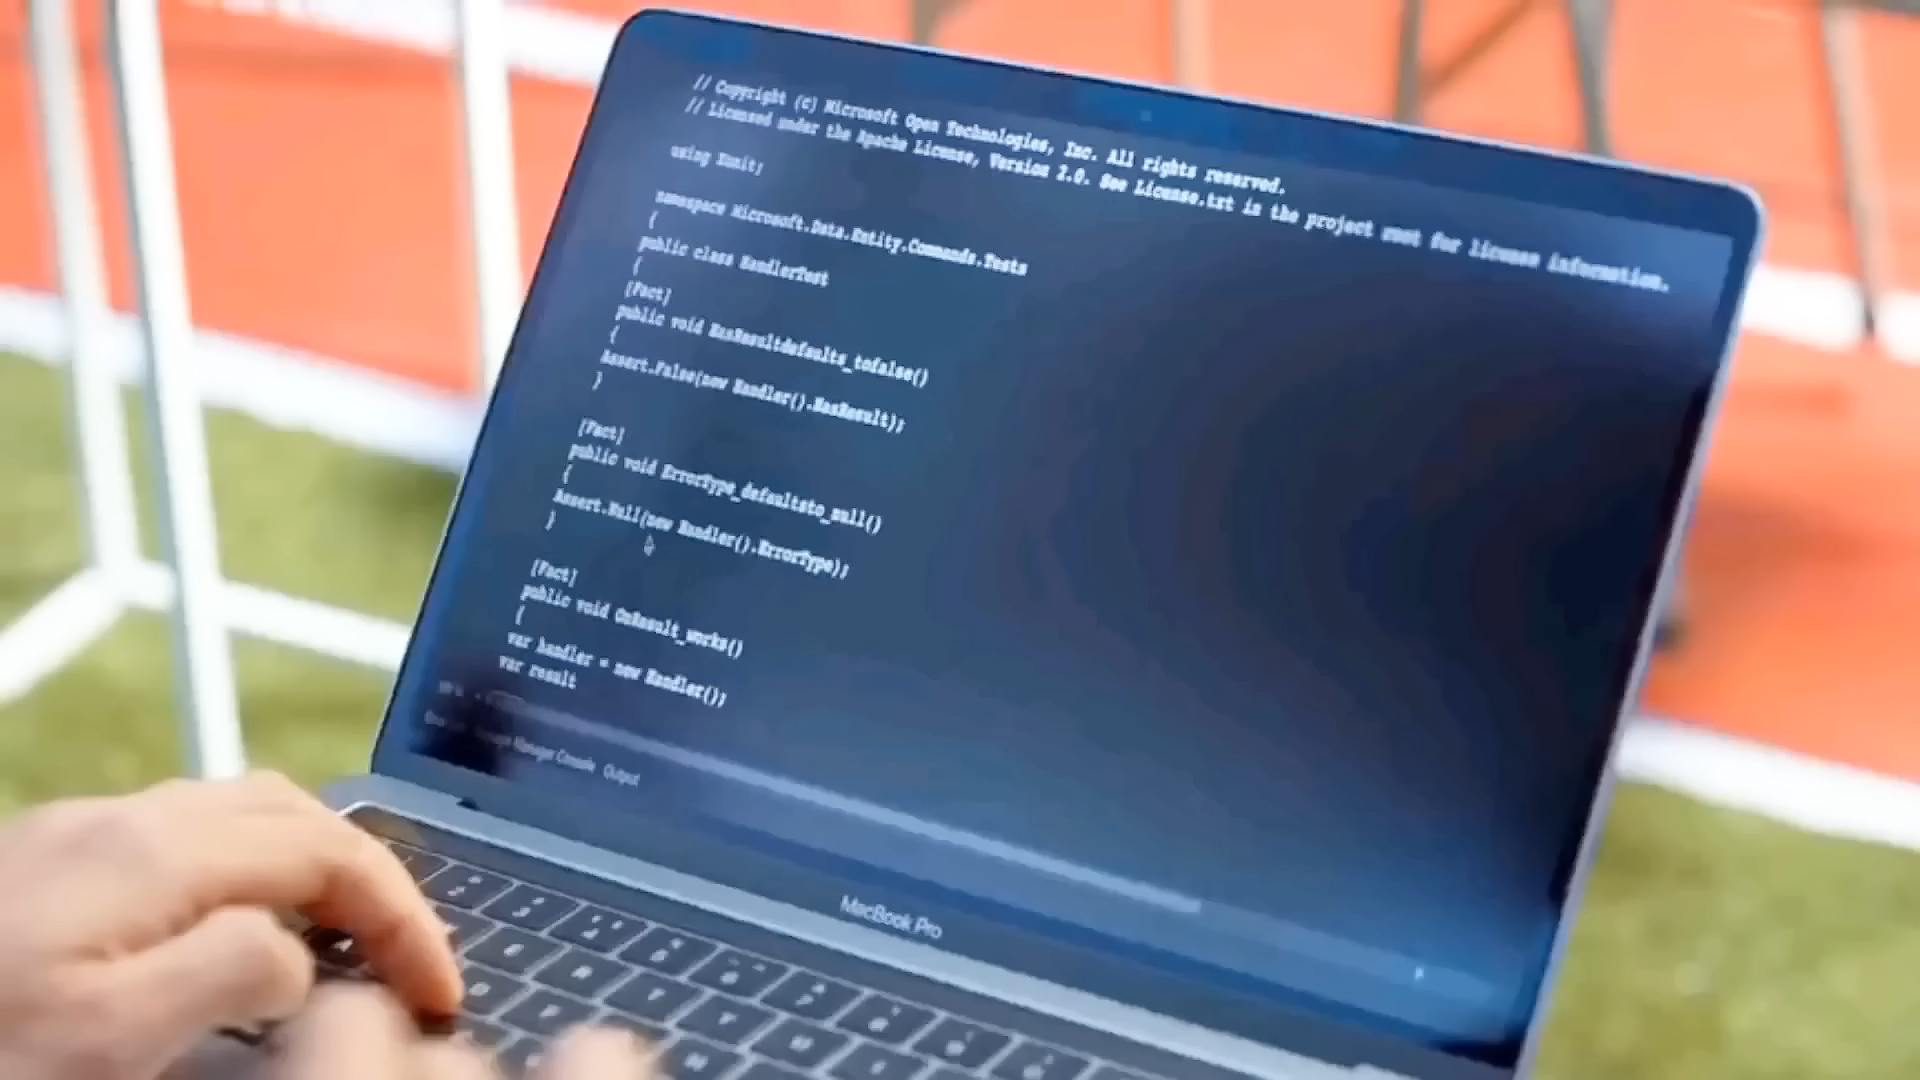 // Copyright (c) Microsoft Open Technologies, Inc. All rights reserved.
// Licensed under the Apache License, Version 2.0. See License.txt in the project root for license information.
using Xunit;
namespace Microsoft.Data.Entity.Commands.Tests
{
public class HandlerTest
{
[Fact]
public void HasResultdefaults_tofalse()
{
Assert.False(new Handler().HasResult);
}
[Fact]
public void ErrorType_defaultsto_null()
{
Assert.Null(new Handler().ErrorType);
}
[Fact]
public void OnResult_works()
{
var handler = new Handler();
var result
Manager Console Output
MacBook Pro